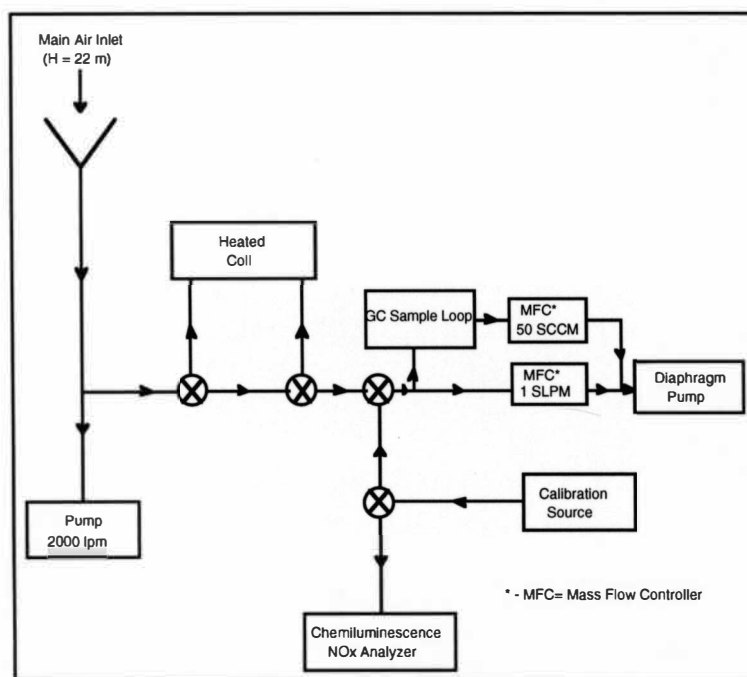 Main Air Inlet
(H = 22 m)
Heated
Coil
GC Sample Loop
MFC*
50 SCCM
MFC*
1 SLPM
Diaphragm
Pump
Pump
2000 lpm
Calibration
Source
* - MFC= Mass Flow Controller
Chemiluminescence
NOx Analyzer